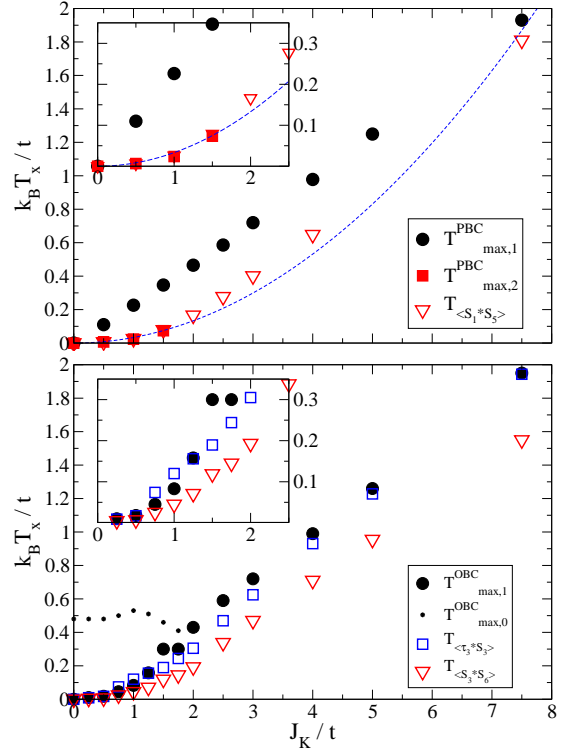 2
1.8
1.6
1.4
1.2
1
0.8
0.6
0.4
0.2
0
k_B T_x / t
0.3
0.2
0.1
0 1 2
T^PBC_max,1
T^PBC_max,2
T_<S_1*S_5>
2
1.8
1.6
1.4
1.2
1
0.8
0.6
0.4
0.2
0
k_B T_x / t
0.3
0.2
0.1
0 1 2
T^OBC_max,1
T^OBC_max,0
T_<τ_3*S_3>
T_<S_3*S_6>
0 1 2 3 4 5 6 7 8
J_K / t